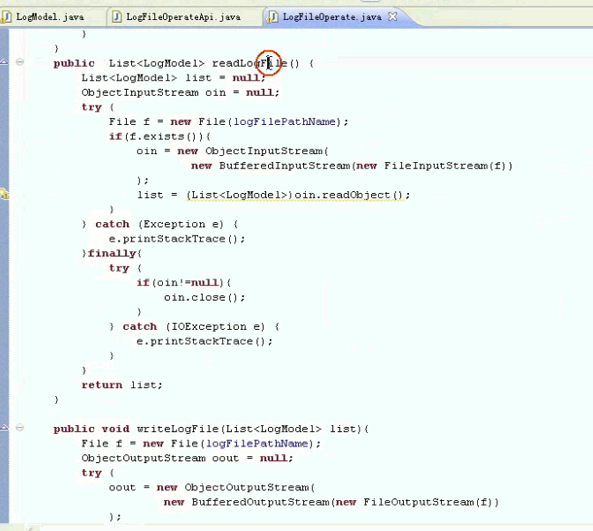 LogModel.java LogFileOperateApi.java LogFileOperate.java
}
}
public List<LogModel> readLogFile() {
List<LogModel> list = null;
ObjectInputStream oin = null;
try {
File f = new File(logFilePathName);
if(f.exists()){
oin = new ObjectInputStream(
new BufferedInputStream(new FileInputStream(f))
);
list = (List<LogModel>)oin.readObject();
}
} catch (Exception e) {
e.printStackTrace();
}finally{
try {
if(oin!=null){
oin.close();
}
} catch (IOException e) {
e.printStackTrace();
}
}
return list;
}
public void writeLogFile(List<LogModel> list){
File f = new File(logFilePathName);
ObjectOutputStream oout = null;
try {
oout = new ObjectOutputStream(
new BufferedOutputStream(new FileOutputStream(f))
);